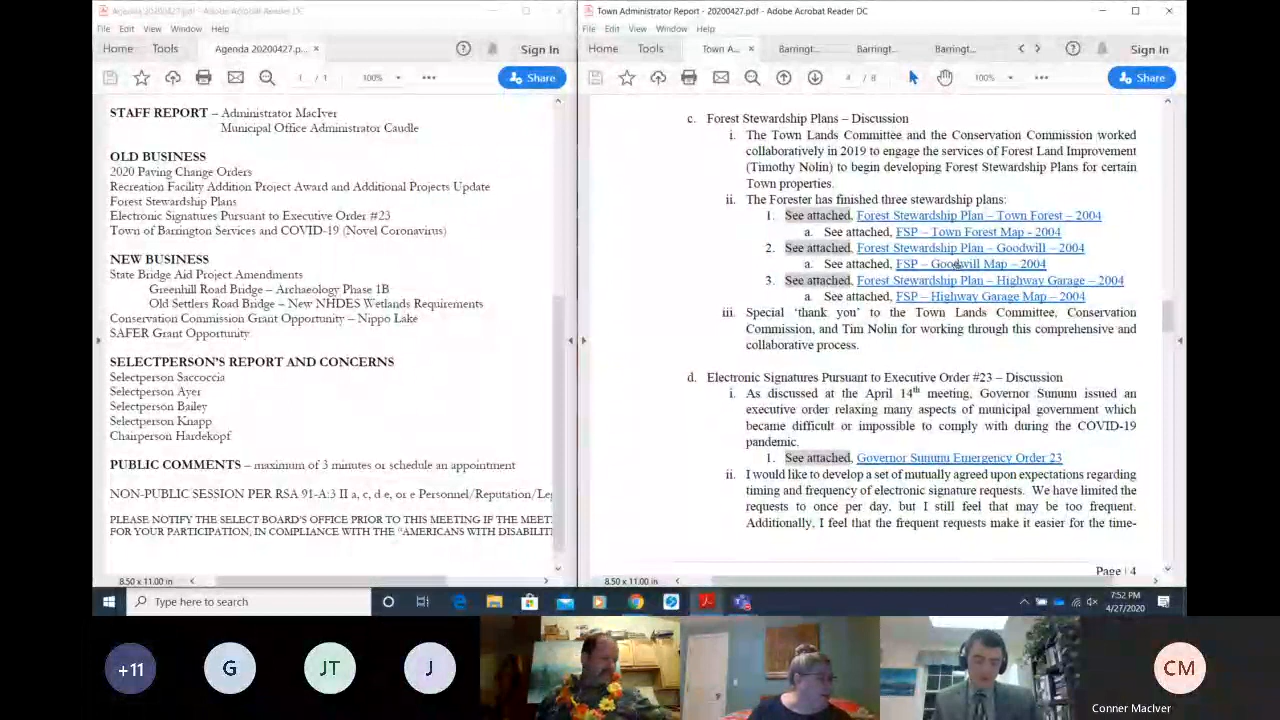 Agenda 20200427.pdf - Adobe Acrobat Reader DC
File Edit View Window Help
Home Tools Agenda 20200427.p... × Sign In
1 / 1 100% Share
STAFF REPORT – Administrator MacIver
Municipal Office Administrator Caudle
OLD BUSINESS
2020 Paving Change Orders
Recreation Facility Addition Project Award and Additional Projects Update
Forest Stewardship Plans
Electronic Signatures Pursuant to Executive Order #23
Town of Barrington Services and COVID-19 (Novel Coronavirus)
NEW BUSINESS
State Bridge Aid Project Amendments
Greenhill Road Bridge – Archaeology Phase 1B
Old Settlers Road Bridge – New NHDES Wetlands Requirements
Conservation Commission Grant Opportunity – Nippo Lake
SAFER Grant Opportunity
SELECTPERSON'S REPORT AND CONCERNS
Selectperson Saccoccia
Selectperson Ayer
Selectperson Bailey
Selectperson Knapp
Chairperson Hardekopf
PUBLIC COMMENTS – maximum of 3 minutes or schedule an appointment
NON-PUBLIC SESSION PER RSA 91-A:3 II a, c, d e, or e Personnel/Reputation/Leg
PLEASE NOTIFY THE SELECT BOARD'S OFFICE PRIOR TO THIS MEETING IF THE MEET
FOR YOUR PARTICIPATION, IN COMPLIANCE WITH THE "AMERICANS WITH DISABILIT
8.50 x 11.00 in
Town Administrator Report - 20200427.pdf - Adobe Acrobat Reader DC
File Edit View Window Help
Home Tools Town A... × Barringt... Barringt... Barringt... Sign In
4 / 8 100% Share
c. Forest Stewardship Plans – Discussion
i. The Town Lands Committee and the Conservation Commission worked
collaboratively in 2019 to engage the services of Forest Land Improvement
(Timothy Nolin) to begin developing Forest Stewardship Plans for certain
Town properties.
ii. The Forester has finished three stewardship plans:
1. See attached, Forest Stewardship Plan – Town Forest – 2004
a. See attached, FSP – Town Forest Map - 2004
2. See attached, Forest Stewardship Plan – Goodwill – 2004
a. See attached, FSP – Goodwill Map – 2004
3. See attached, Forest Stewardship Plan – Highway Garage – 2004
a. See attached, FSP – Highway Garage Map – 2004
iii. Special 'thank you' to the Town Lands Committee, Conservation
Commission, and Tim Nolin for working through this comprehensive and
collaborative process.
d. Electronic Signatures Pursuant to Executive Order #23 – Discussion
i. As discussed at the April 14th meeting, Governor Sununu issued an
executive order relaxing many aspects of municipal government which
became difficult or impossible to comply with during the COVID-19
pandemic.
1. See attached, Governor Sununu Emergency Order 23
ii. I would like to develop a set of mutually agreed upon expectations regarding
timing and frequency of electronic signature requests. We have limited the
requests to once per day, but I still feel that may be too frequent.
Additionally, I feel that the frequent requests make it easier for the time-
Page | 4
8.50 x 11.00 in
Type here to search
7:52 PM
4/27/2020
+11 G JT J CM
Conner MacIver